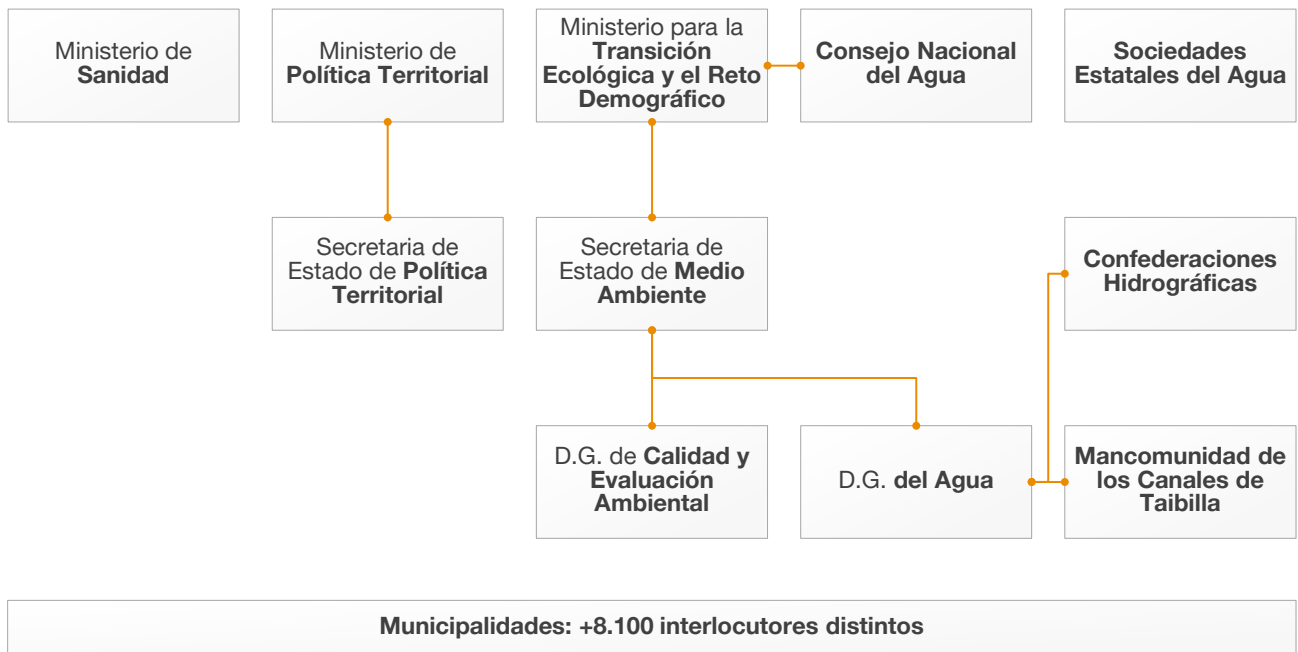 Ministerio de
Sanidad
Ministerio de
Política Territorial
Ministerio para la
Transición
Ecológica y el Reto
Demográfico
Consejo Nacional
del Agua
Sociedades
Estatales del Agua
Secretaria de
Estado de Política
Territorial
Secretaria de
Estado de Medio
Ambiente
Confederaciones
Hidrográficas
D.G. de Calidad y
Evaluación
Ambiental
D.G. del Agua
Mancomunidad de
los Canales de
Taibilla
Municipalidades: +8.100 interlocutores distintos